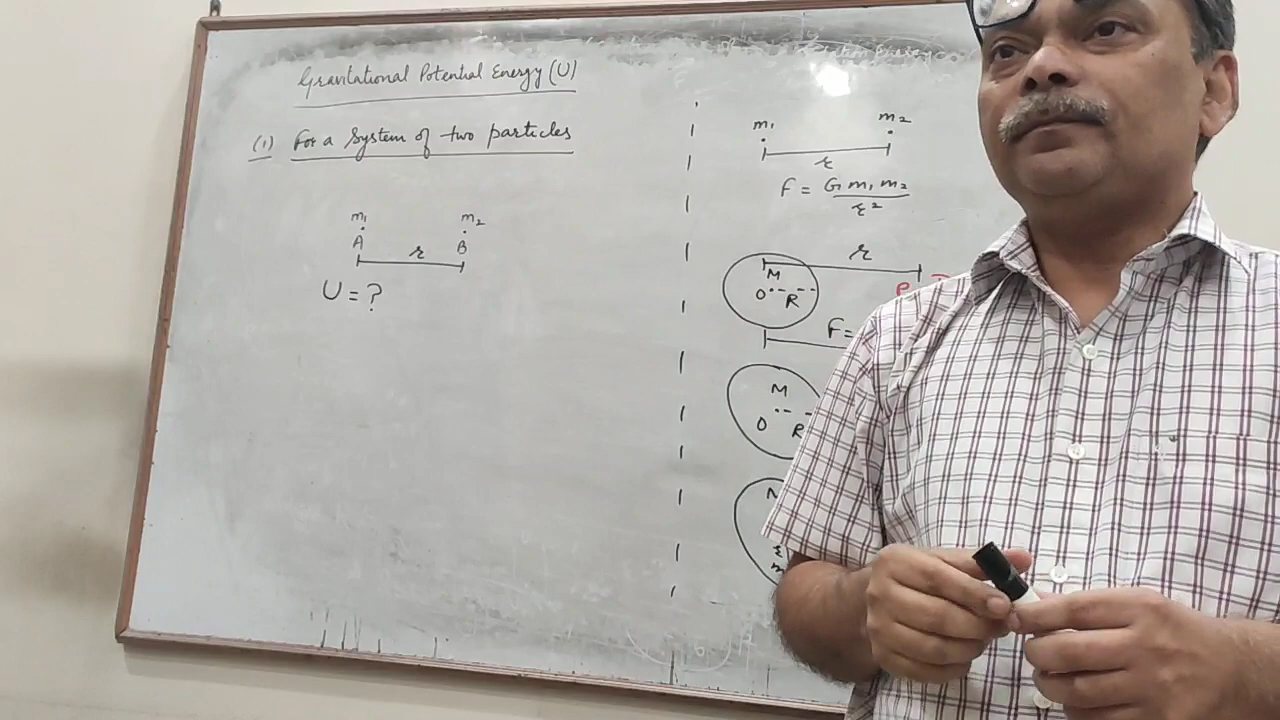 Gravitational Potential Energy (U)
(1) For a System of two particles
m₁ m₂
A B
r
U = ?
m₁ m₂
r
F = G m₁ m₂
r²
r
M
O R
P
F =
M
O R
M